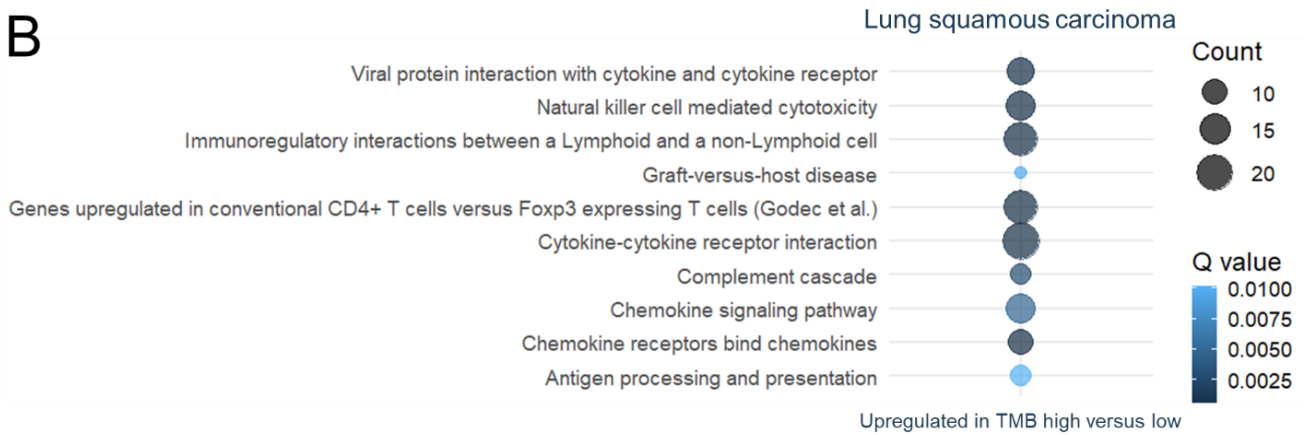 B
Lung squamous carcinoma
Viral protein interaction with cytokine and cytokine receptor
Natural killer cell mediated cytotoxicity
Immunoregulatory interactions between a Lymphoid and a non-Lymphoid cell
Graft-versus-host disease
Genes upregulated in conventional CD4+ T cells versus Foxp3 expressing T cells (Godec et al.)
Cytokine-cytokine receptor interaction
Complement cascade
Chemokine signaling pathway
Chemokine receptors bind chemokines
Antigen processing and presentation
Upregulated in TMB high versus low
Count
10
15
20
Q value
0.0100
0.0075
0.0050
0.0025